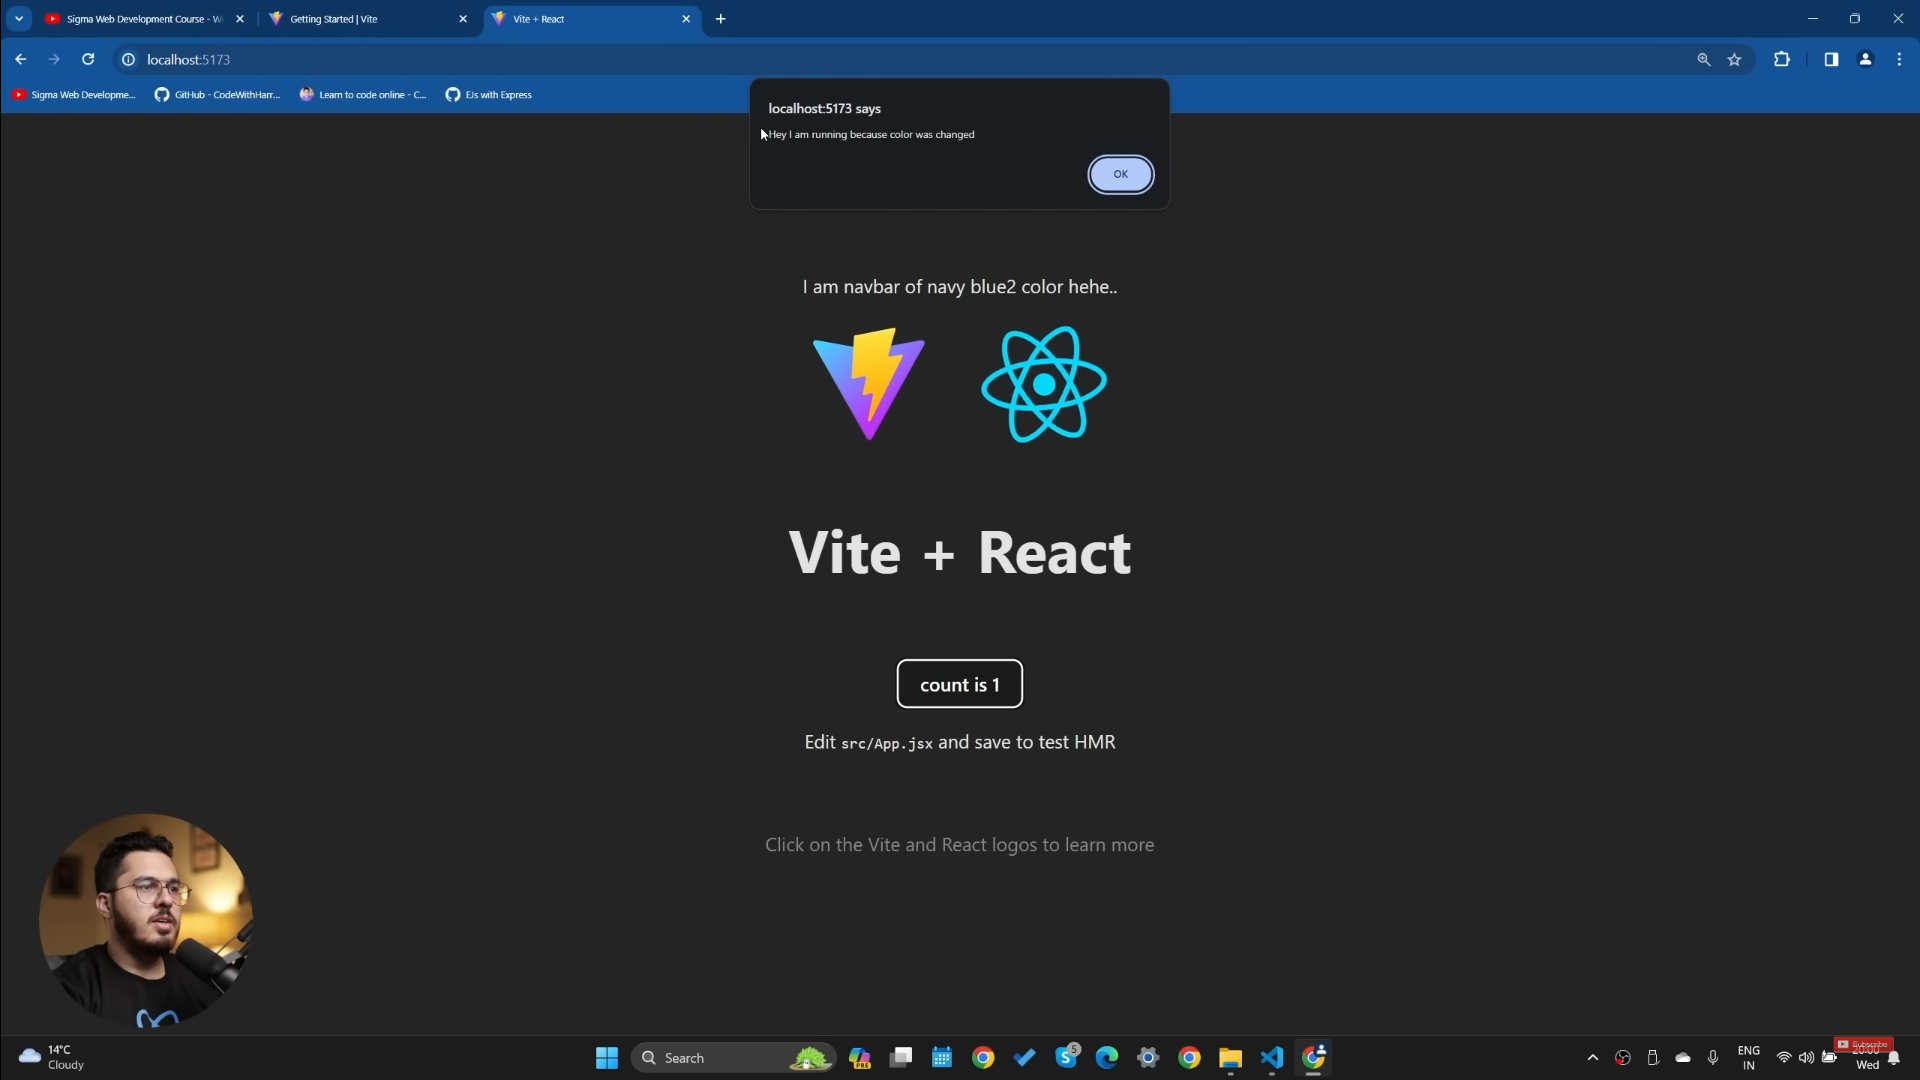 Sigma Web Development Course - W
Getting Started | Vite
Vite + React
localhost:5173
Sigma Web Developme...
GitHub - CodeWithHarr...
Learn to code online - C...
EJs with Express
localhost:5173 says
Hey I am running because color was changed
OK
I am navbar of navy blue2 color hehe..
Vite + React
count is 1
Edit src/App.jsx and save to test HMR
Click on the Vite and React logos to learn more
14°C
Cloudy
Search
PRE
5
ENG
IN
Subscribe
Wed